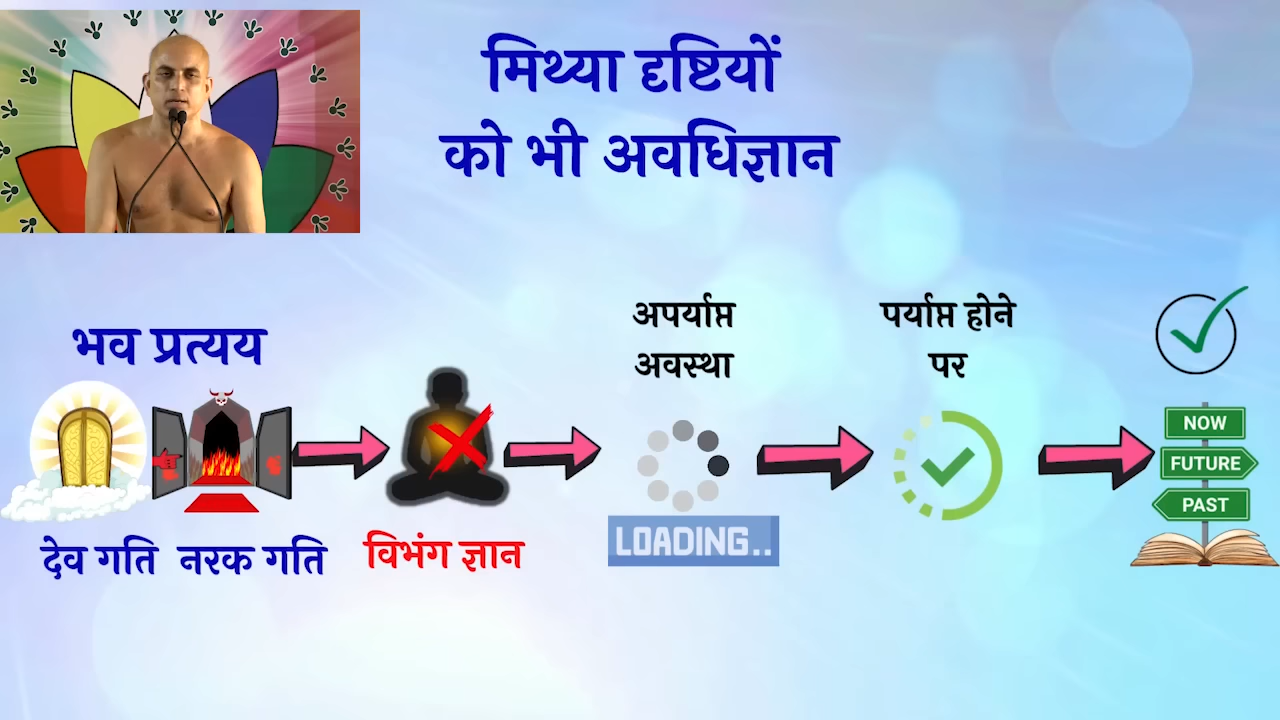 मिथ्या दृष्टियों
को भी अवधिज्ञान
भव प्रत्यय
देव गति नरक गति
विभंग ज्ञान
अपर्याप्त
अवस्था
LOADING..
पर्याप्त होने
पर
NOW
FUTURE
PAST